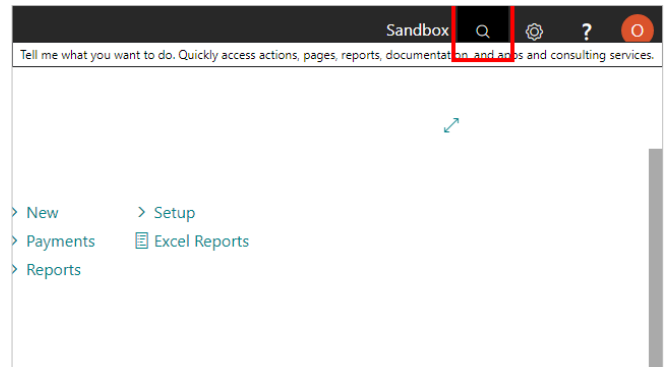 Sandbox ? O
Tell me what you want to do. Quickly access actions, pages, reports, documentation, and apps and consulting services.
> New > Setup
> Payments Excel Reports
> Reports